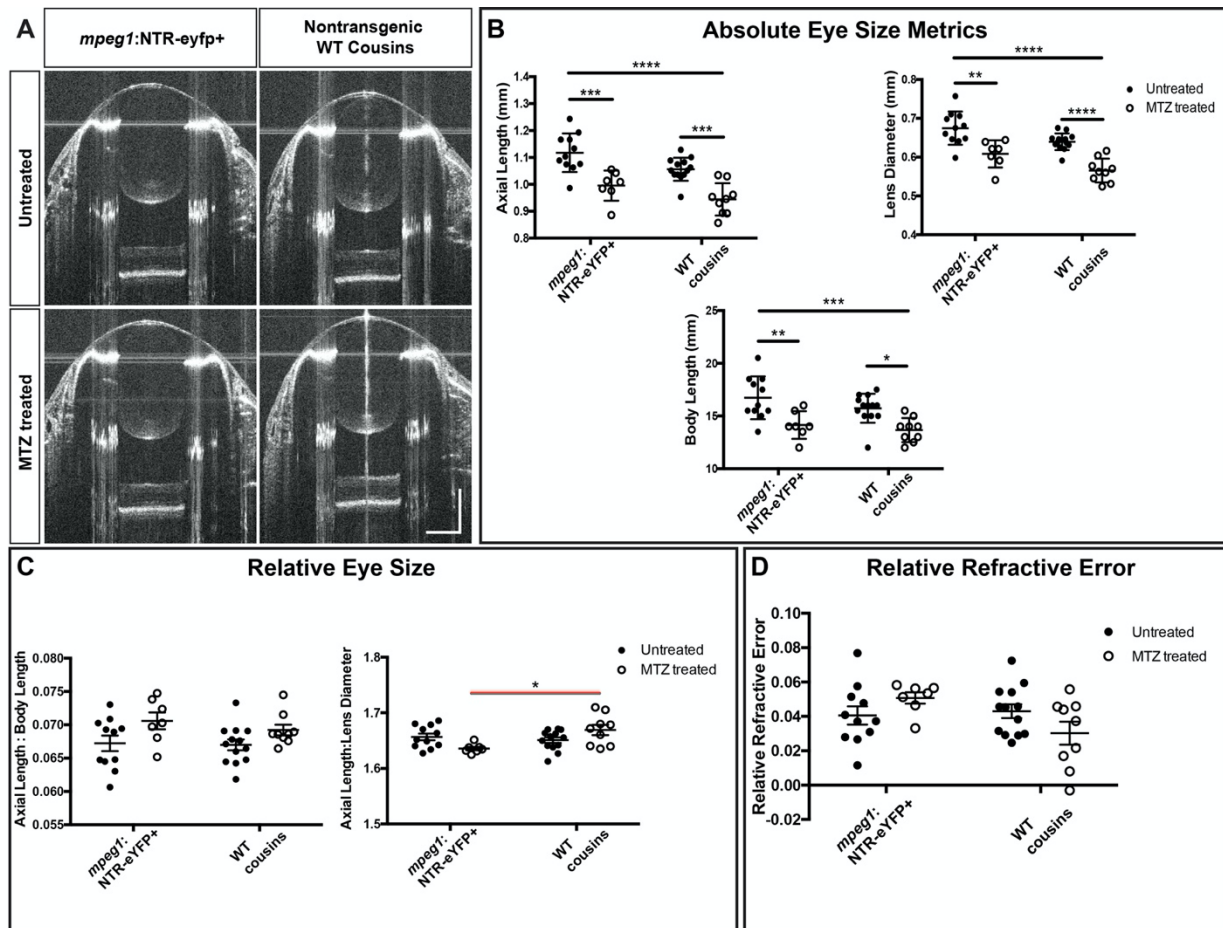 A
mpeg1:NTR-eyfp+
Nontransgenic
WT Cousins
Untreated
MTZ treated
B
Absolute Eye Size Metrics
Axial Length (mm)
1.4
1.3
1.2
1.1
1.0
0.9
0.8
****
***
***
mpeg1:
NTR-eYFP+
WT
cousins
Lens Diameter (mm)
0.8
0.7
0.6
0.5
0.4
****
**
****
Untreated
MTZ treated
mpeg1:
NTR-eYFP+
WT
cousins
Body Length (mm)
25
20
15
10
***
**
*
mpeg1:
NTR-eYFP+
WT
cousins
C
Relative Eye Size
Axial Length : Body Length
0.080
0.075
0.070
0.065
0.060
0.055
mpeg1:
NTR-eYFP+
WT
cousins
Axial Length:Lens Diameter
1.8
1.7
1.6
1.5
*
Untreated
MTZ treated
mpeg1:
NTR-eYFP+
WT
cousins
D
Relative Refractive Error
Relative Refractive Error
0.10
0.08
0.06
0.04
0.02
0.00
-0.02
Untreated
MTZ treated
mpeg1:
NTR-eYFP+
WT
cousins